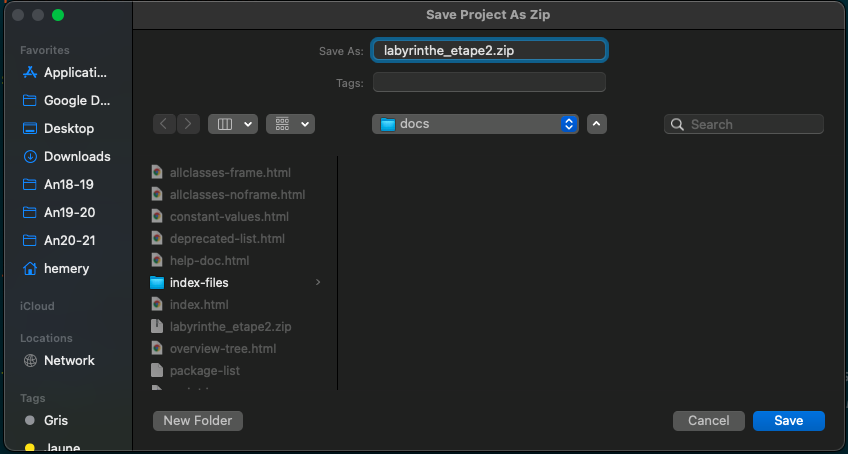 Save Project As Zip
Favorites
Applicati...
Google D...
Desktop
Downloads
An18-19
An19-20
An20-21
hemery
iCloud
Locations
Network
Tags
Gris
Jaune
Save As: labyrinthe_etape2.zip
Tags:
docs
Search
allclasses-frame.html
allclasses-noframe.html
constant-values.html
deprecated-list.html
help-doc.html
index-files
index.html
labyrinthe_etape2.zip
overview-tree.html
package-list
New Folder
Cancel
Save